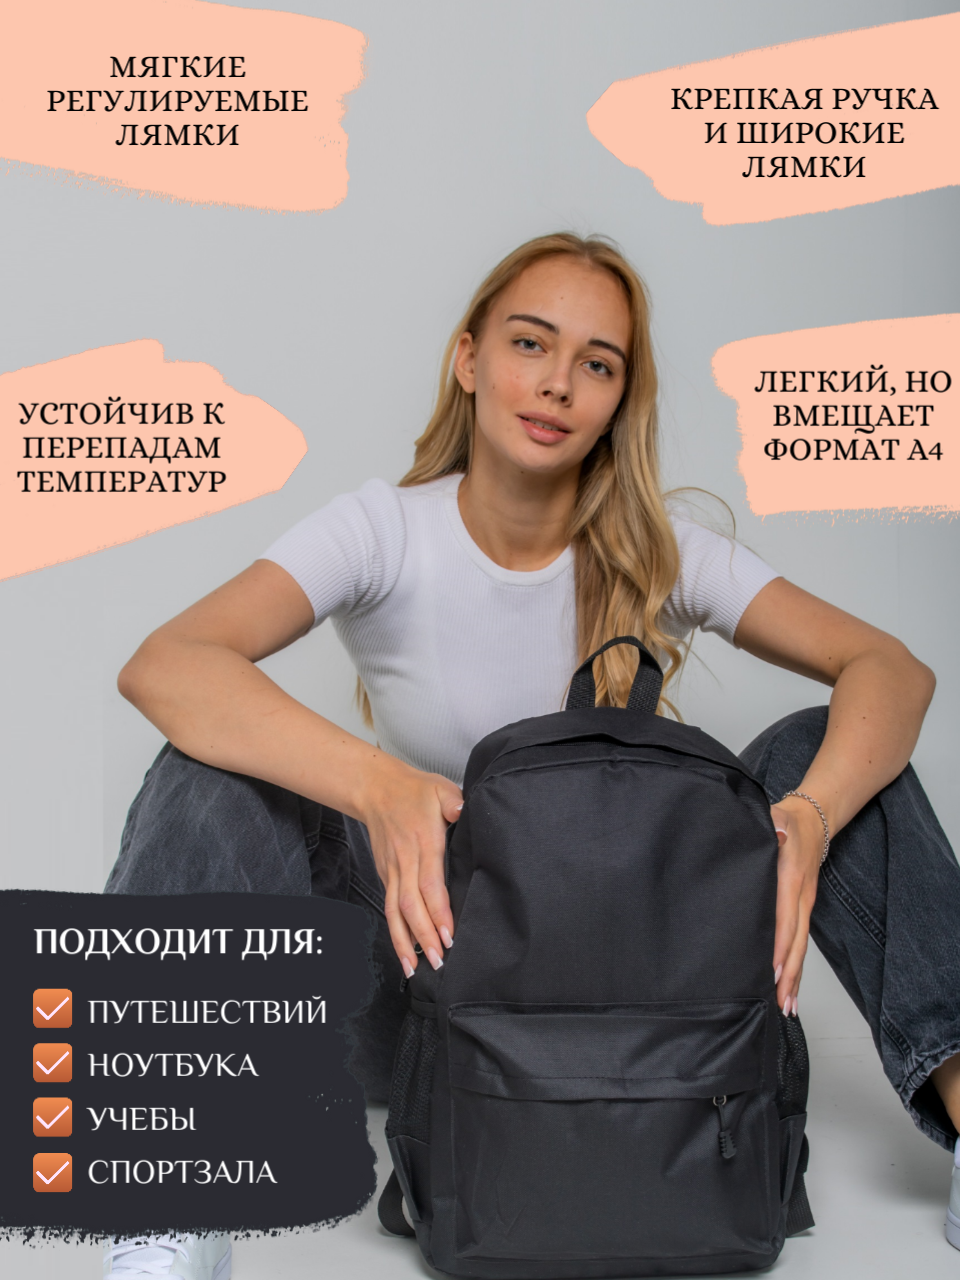 МЯГКИЕ
РЕГУЛИРУЕМЫЕ
ЛЯМКИ
КРЕПКАЯ РУЧКА
И ШИРОКИЕ
ЛЯМКИ
УСТОЙЧИВ К
ПЕРЕПАДАМ
ТЕМПЕРАТУР
ЛЕГКИЙ, НО
ВМЕЩАЕТ
ФОРМАТ А4
ПОДХОДИТ ДЛЯ:
ПУТЕШЕСТВИЙ
НОУТБУКА
УЧЕБЫ
СПОРТЗАЛА